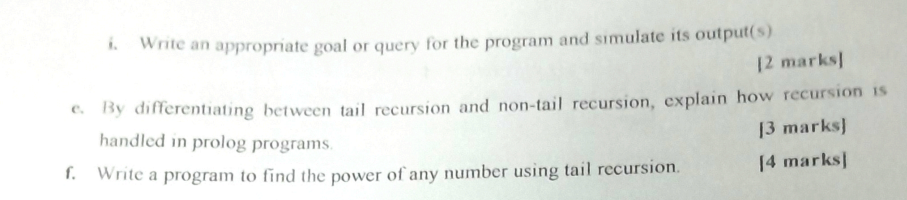 i. Write an appropriate goal or query for the program and simulate its output(s)
[2 marks]
e. By differentiating between tail recursion and non-tail recursion, explain how recursion is
handled in prolog programs. [3 marks]
f. Write a program to find the power of any number using tail recursion. [4 marks]